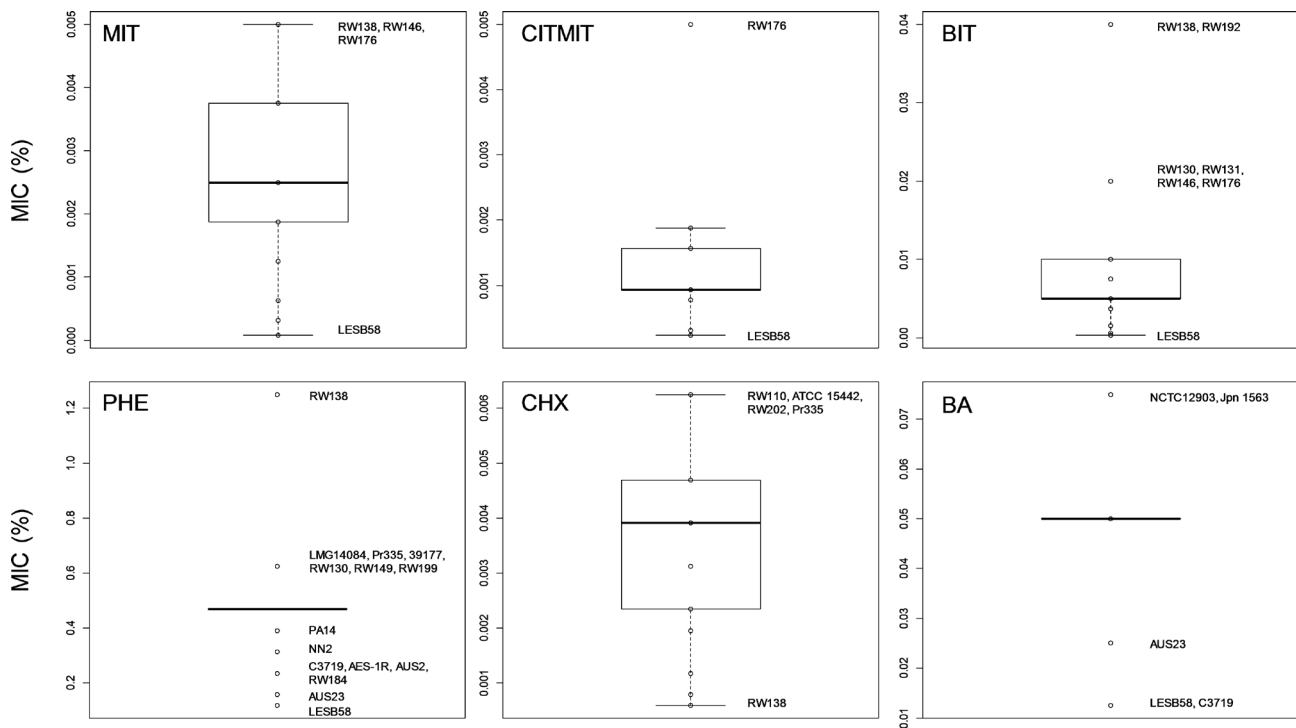 MIT
CITMIT
BIT
MIC (%)
0.005
0.004
0.003
0.002
0.001
0.000
RW138, RW146,
RW176
LESB58
0.005
0.004
0.003
0.002
0.001
RW176
LESB58
0.04
0.03
0.02
0.01
0.00
RW138, RW192
RW130, RW131,
RW146, RW176
LESB58
PHE
CHX
BA
MIC (%)
1.2
1.0
0.8
0.6
0.4
0.2
RW138
LMG14084, Pr335, 39177,
RW130, RW149, RW199
PA14
NN2
C3719, AES-1R, AUS2,
RW184
AUS23
LESB58
0.006
0.005
0.004
0.003
0.002
0.001
RW110, ATCC 15442,
RW202, Pr335
RW138
0.07
0.06
0.05
0.04
0.03
0.02
0.01
NCTC12903, Jpn 1563
AUS23
LESB58, C3719